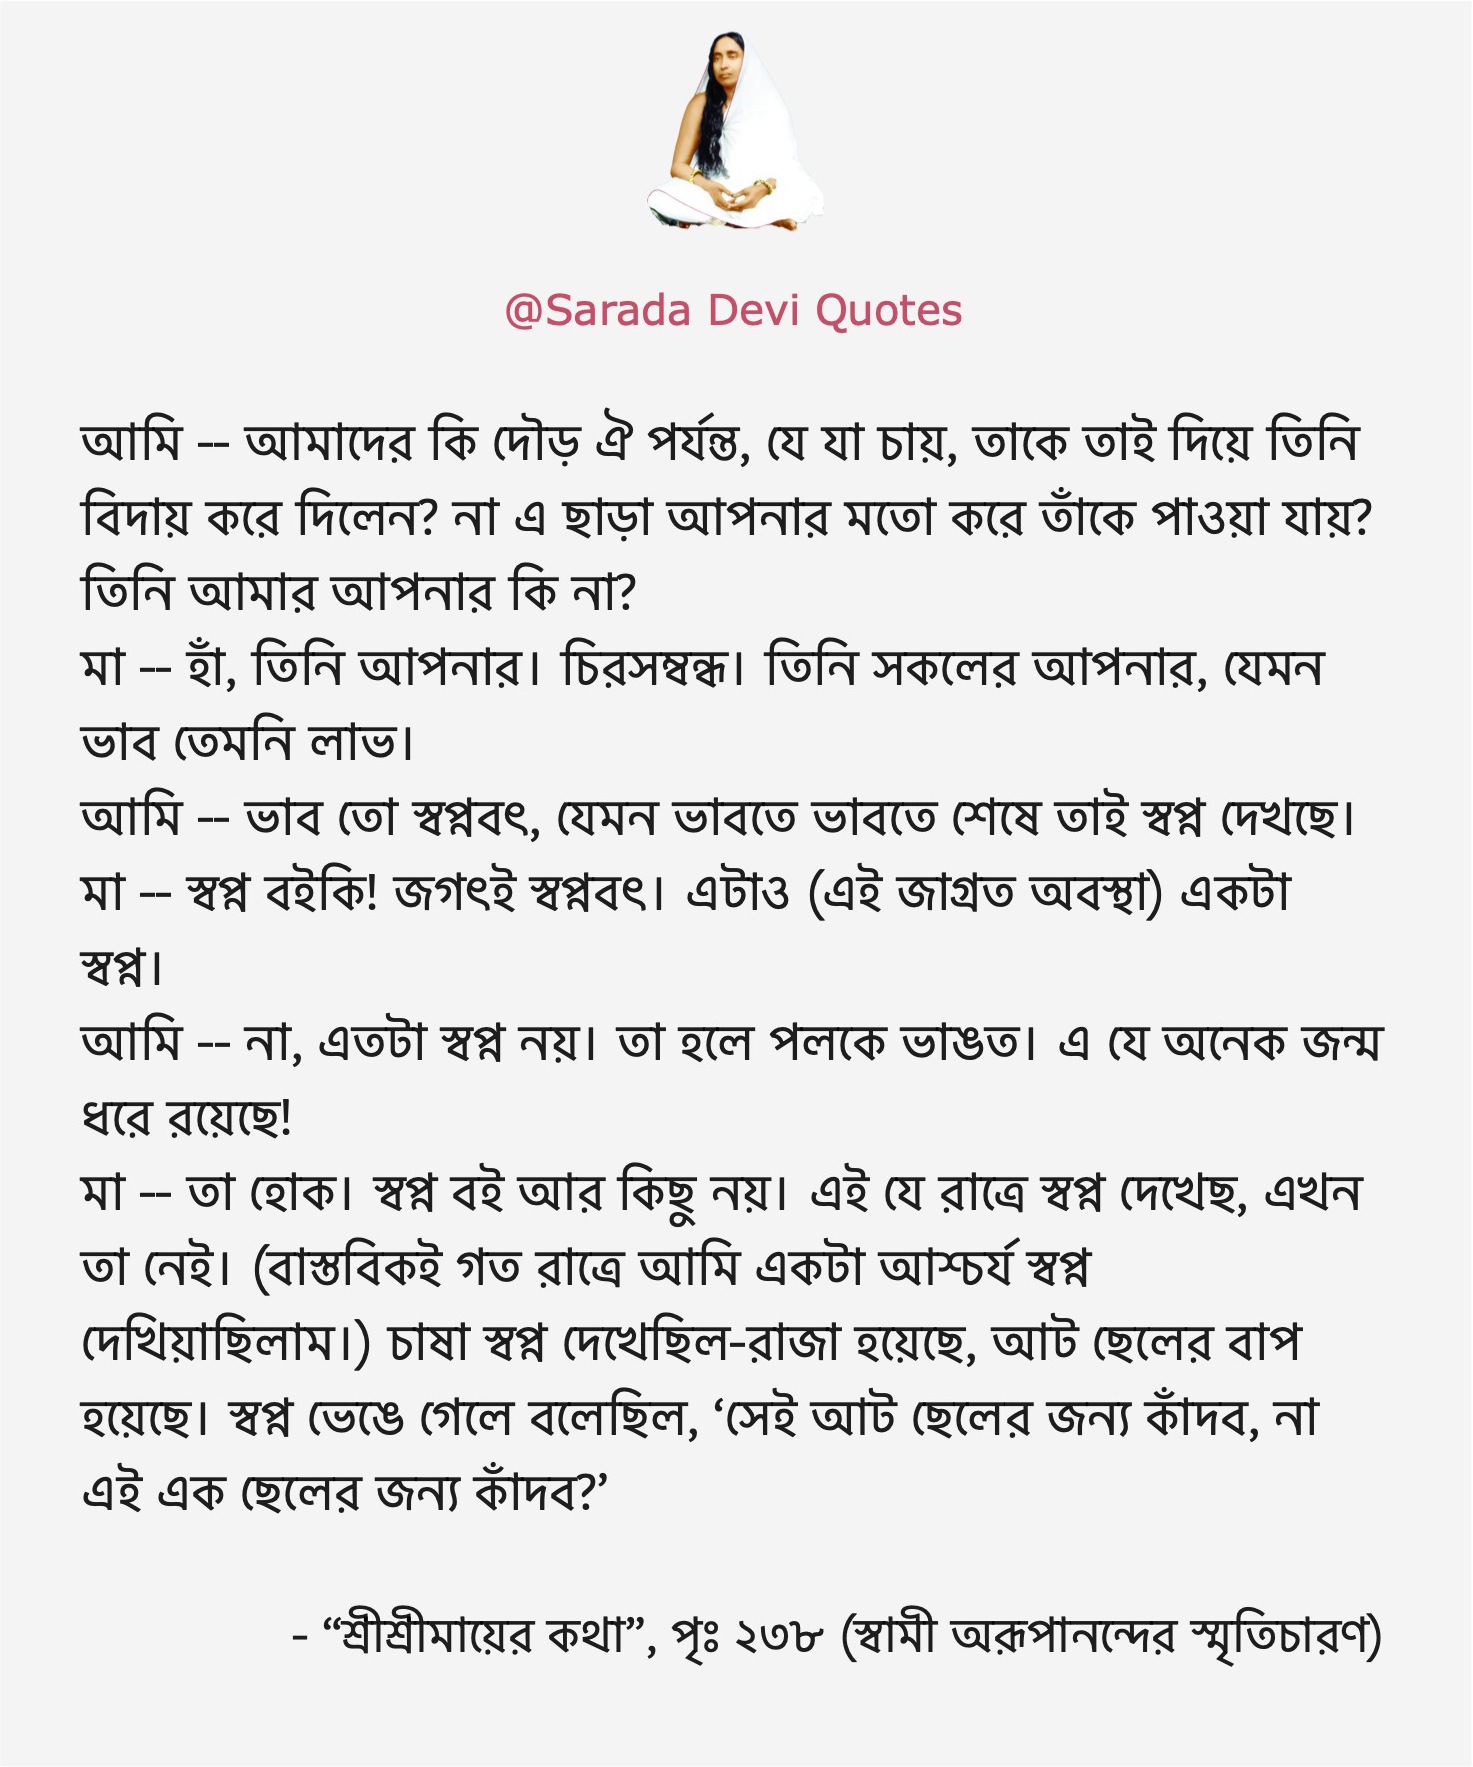 @Sarada Devi Quotes
আমি -- আমাদের কি দৌড় ঐ পর্যন্ত, যে যা চায়, তাকে তাই দিয়ে তিনি
বিদায় করে দিলেন? না এ ছাড়া আপনার মতো করে তাঁকে পাওয়া যায়?
তিনি আমার আপনার কি না?
মা -- হাঁ, তিনি আপনার। চিরসম্বন্ধ। তিনি সকলের আপনার, যেমন
ভাব তেমনি লাভ।
আমি -- ভাব তো স্বপ্নবৎ, যেমন ভাবতে ভাবতে শেষে তাই স্বপ্ন দেখছে।
মা -- স্বপ্ন বইকি! জগৎই স্বপ্নবৎ। এটাও (এই জাগ্রত অবস্থা) একটা
স্বপ্ন।
আমি -- না, এতটা স্বপ্ন নয়। তা হলে পলকে ভাঙত। এ যে অনেক জন্ম
ধরে রয়েছে!
মা -- তা হোক। স্বপ্ন বই আর কিছু নয়। এই যে রাত্রে স্বপ্ন দেখেছ, এখন
তা নেই। (বাস্তবিকই গত রাত্রে আমি একটা আশ্চর্য স্বপ্ন
দেখিয়াছিলাম।) চাষা স্বপ্ন দেখেছিল-রাজা হয়েছে, আট ছেলের বাপ
হয়েছে। স্বপ্ন ভেঙে গেলে বলেছিল, ‘সেই আট ছেলের জন্য কাঁদব, না
এই এক ছেলের জন্য কাঁদব?’
- “শ্রীশ্রীমায়ের কথা”, পৃঃ ২৩৮ (স্বামী অরূপানন্দের স্মৃতিচারণ)